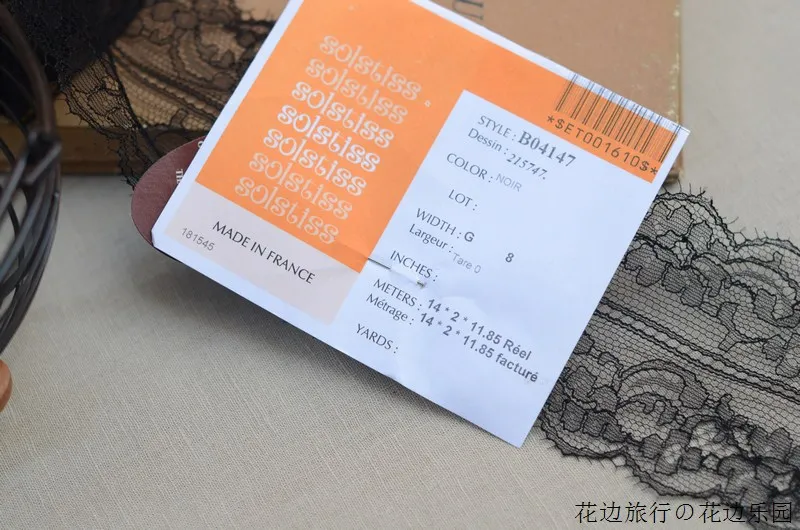 solstiss
solstiss
solstiss
solstiss
solstiss
solstiss
solstiss
MADE IN FRANCE
181545
*$ET001610$*
STYLE : B04147
Dessin : 215747.
COLOR : NOIR
LOT :
WIDTH : G 8
Largeur : Tare 0
INCHES :
METERS : 14 * 2 * 11.85 Réel
Métrage : 14 * 2 * 11.85 facturé
YARDS :
花边旅行の花边乐园